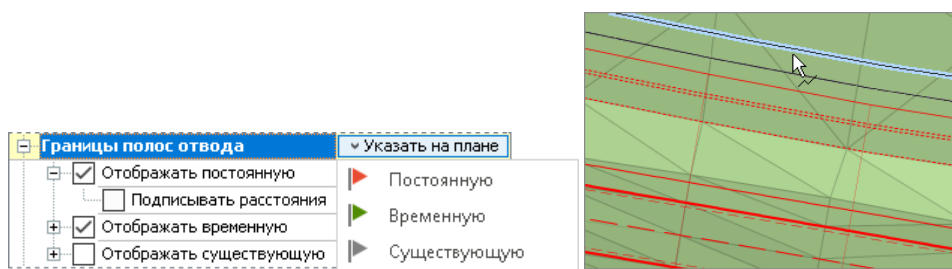 Границы полос отвода Указать на плане
Отображать постоянную Постоянную
Подписывать расстояния
Отображать временную Временную
Отображать существующую Существующую